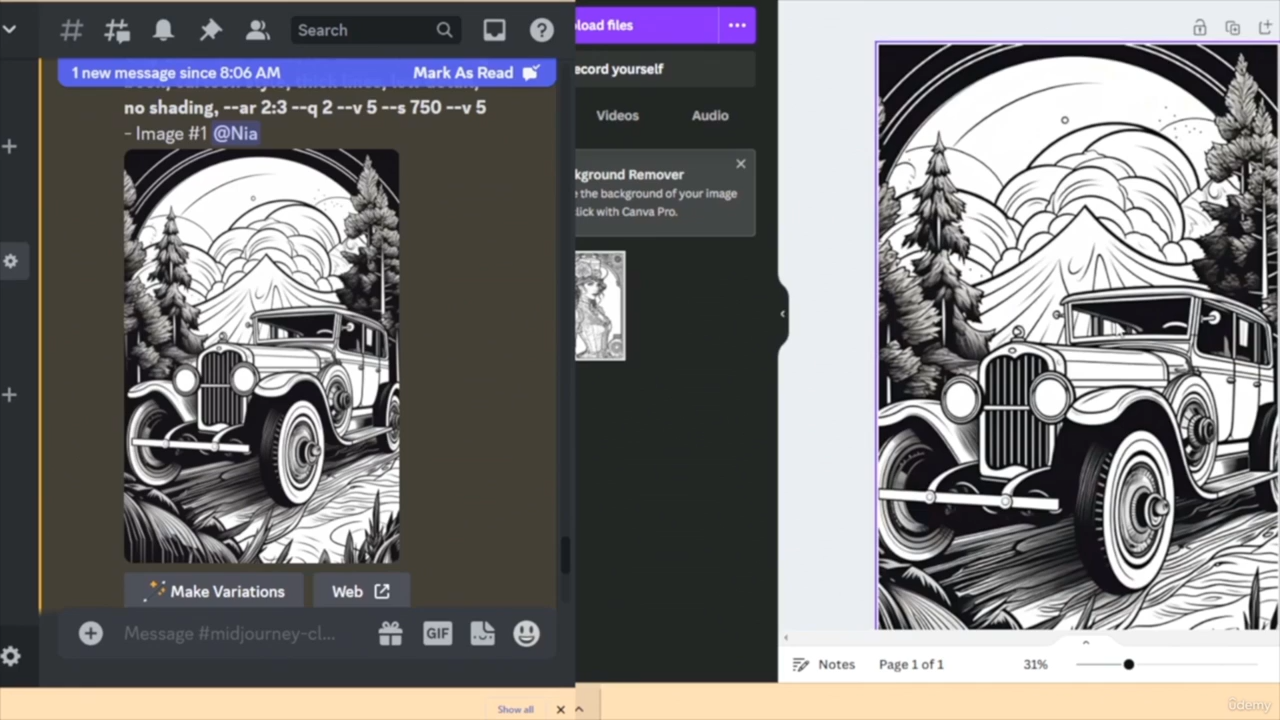 Search
1 new message since 8:06 AM
Mark As Read
no shading, --ar 2:3 --q 2 --v 5 --s 750 --v 5
- Image #1 @Nia
Make Variations
Web
Message #midjourney-cl...
GIF
Show all
load files
ecord yourself
Videos
Audio
kground Remover
e the background of your image
lick with Canva Pro.
Notes
Page 1 of 1
31%
ûdemy